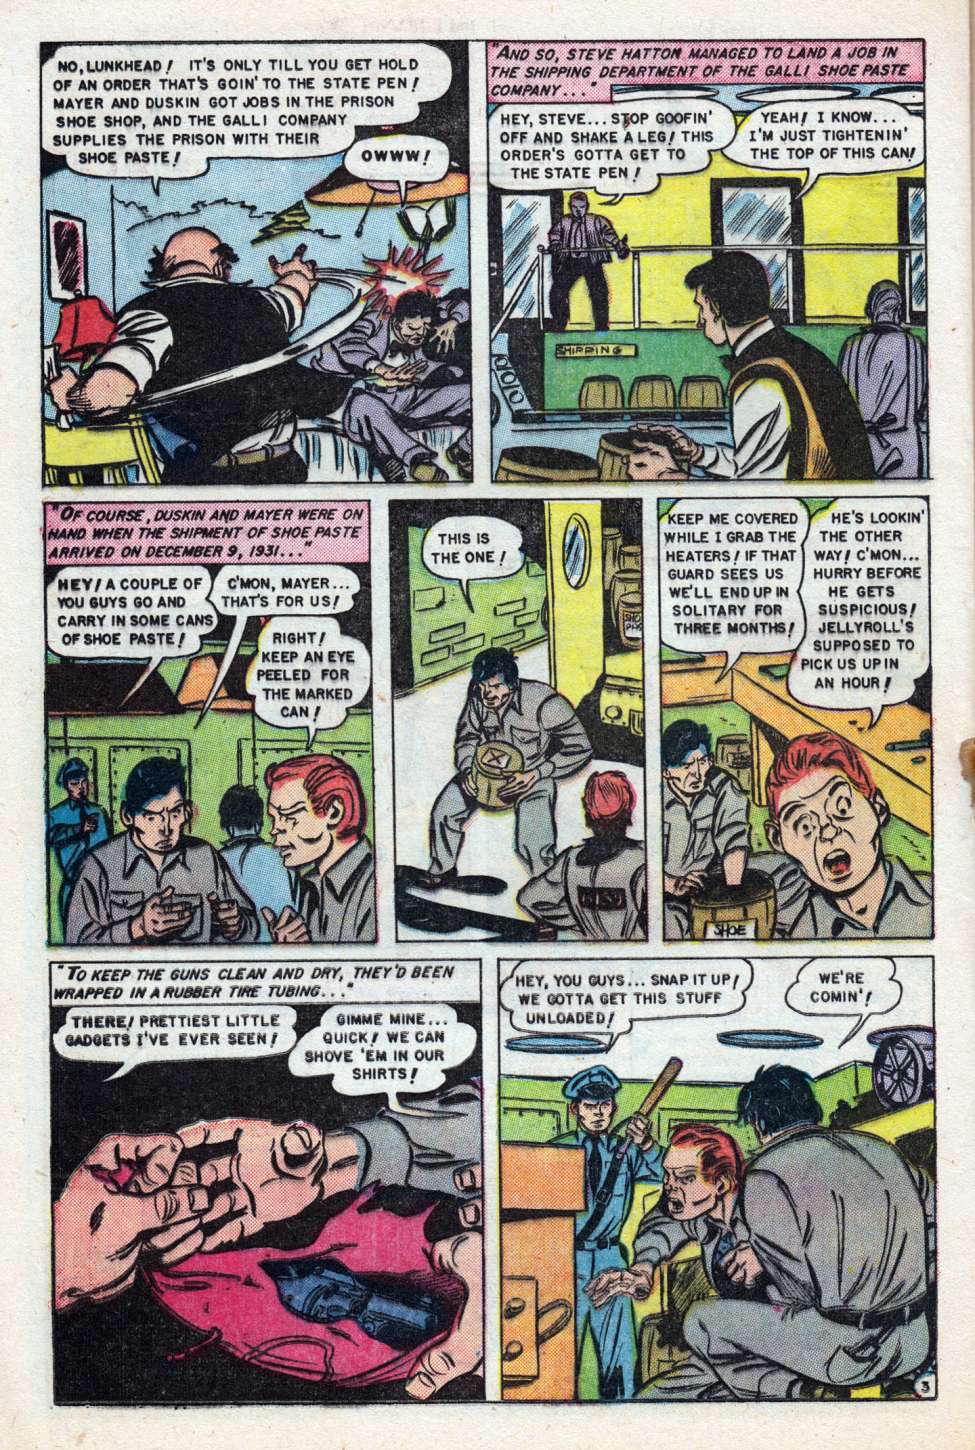 NO, LUNKHEAD! IT'S ONLY TILL YOU GET HOLD
OF AN ORDER THAT'S GOIN' TO THE STATE PEN!
MAYER AND DUSKIN GOT JOBS IN THE PRISON
SHOE SHOP, AND THE GALLI COMPANY
SUPPLIES THE PRISON WITH THEIR
SHOE PASTE!
OWWW!
"AND SO, STEVE HATTON MANAGED TO LAND A JOB IN
THE SHIPPING DEPARTMENT OF THE GALLI SHOE PASTE
COMPANY..."
HEY, STEVE... STOP GOOFIN'
OFF AND SHAKE A LEG! THIS
ORDER'S GOTTA GET TO
THE STATE PEN!
YEAH! I KNOW...
I'M JUST TIGHTENIN'
THE TOP OF THIS CAN!
SHIPPING
"OF COURSE, DUSKIN AND MAYER WERE ON
HAND WHEN THE SHIPMENT OF SHOE PASTE
ARRIVED ON DECEMBER 9, 1931..."
HEY! A COUPLE OF
YOU GUYS GO AND
CARRY IN SOME CANS
OF SHOE PASTE!
C'MON, MAYER...
THAT'S FOR US!
RIGHT!
KEEP AN EYE
PEELED FOR
THE MARKED
CAN!
THIS IS
THE ONE!
X
KEEP ME COVERED
WHILE I GRAB THE
HEATERS! IF THAT
GUARD SEES US
WE'LL END UP IN
SOLITARY FOR
THREE MONTHS!
HE'S LOOKIN'
THE OTHER
WAY! C'MON...
HURRY BEFORE
HE GETS
SUSPICIOUS!
JELLYROLL'S
SUPPOSED TO
PICK US UP IN
AN HOUR!
SHOE
"TO KEEP THE GUNS CLEAN AND DRY, THEY'D BEEN
WRAPPED IN A RUBBER TIRE TUBING..."
THERE! PRETTIEST LITTLE
GADGETS I'VE EVER SEEN!
GIMME MINE...
QUICK! WE CAN
SHOVE 'EM IN OUR
SHIRTS!
HEY, YOU GUYS... SNAP IT UP!
WE GOTTA GET THIS STUFF
UNLOADED!
WE'RE
COMIN'!
3